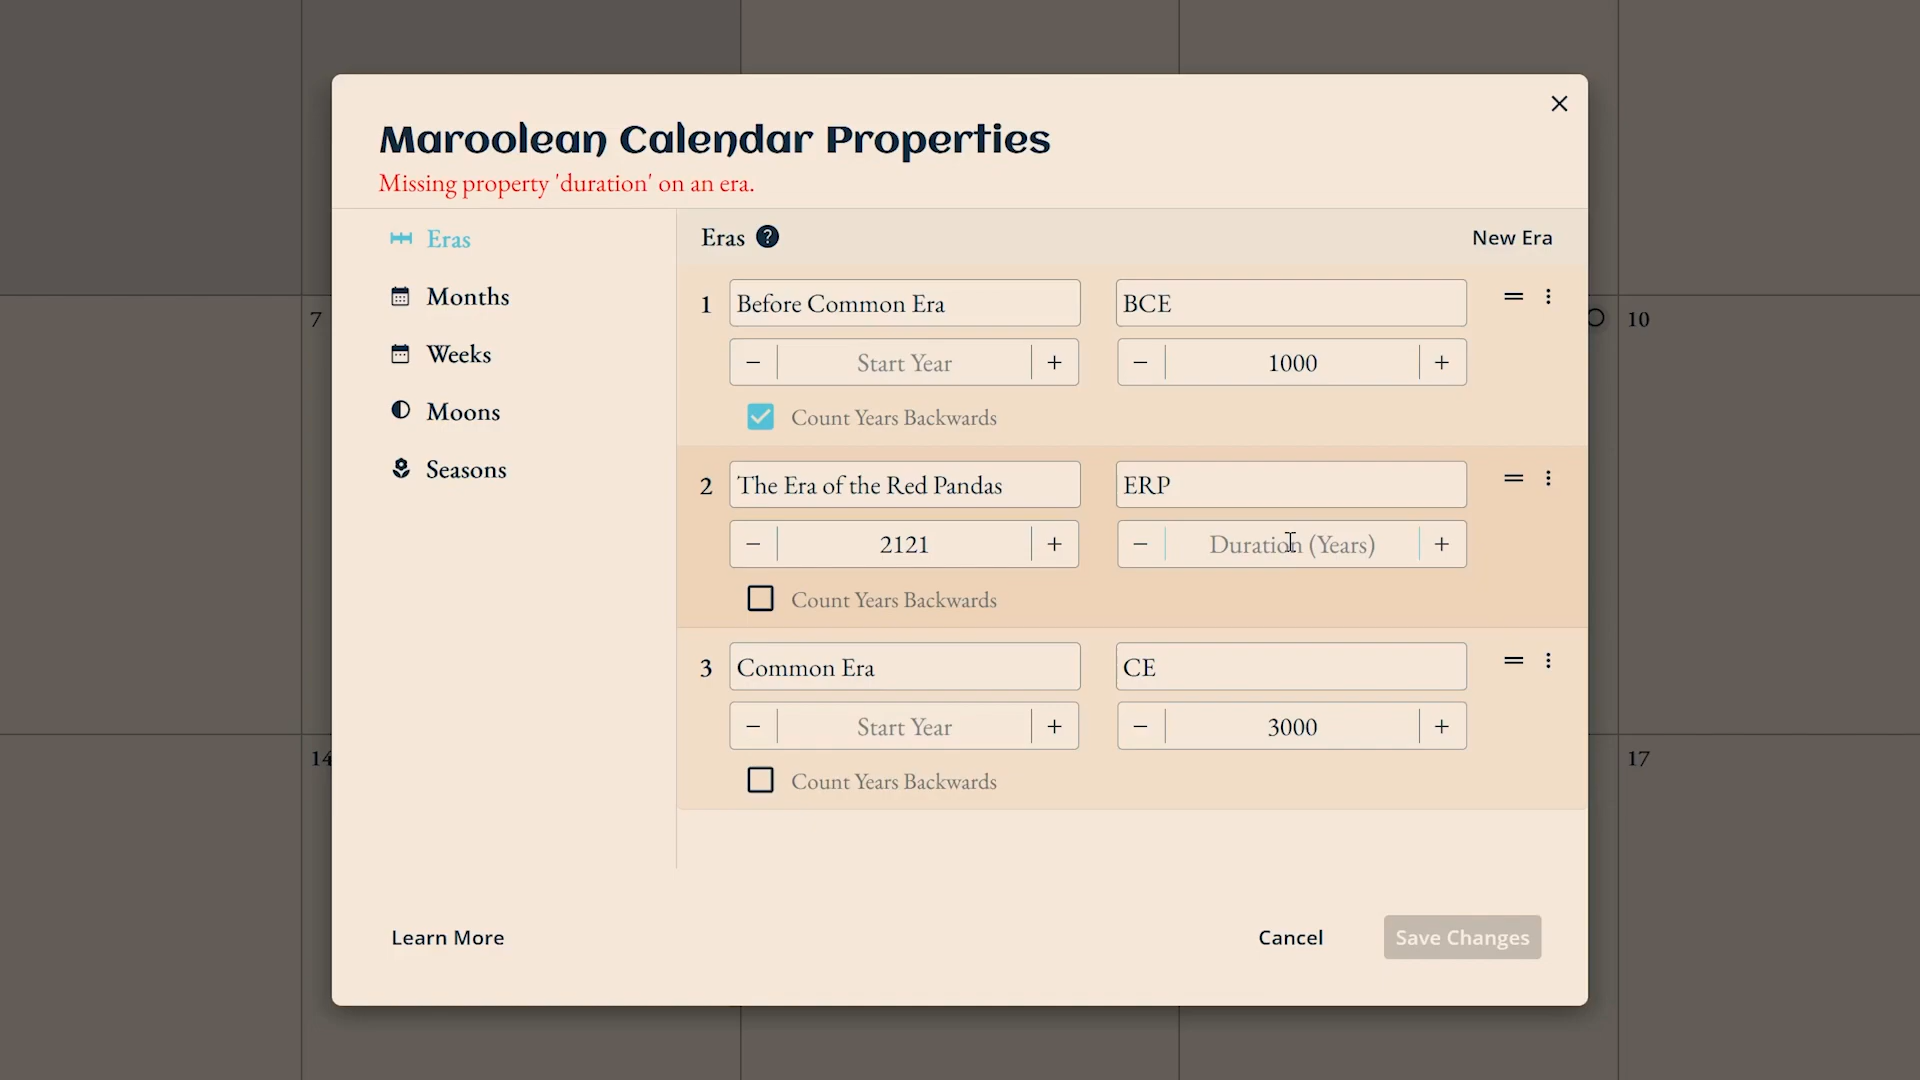 Maroolean Calendar Properties
Missing property 'duration' on an era.
Eras
Months
Weeks
Moons
Seasons
Eras ?
New Era
1 Before Common Era BCE
− Start Year + − 1000 +
Count Years Backwards
2 The Era of the Red Pandas ERP
− 2121 + − Duration (Years) +
Count Years Backwards
3 Common Era CE
− Start Year + − 3000 +
Count Years Backwards
Learn More
Cancel
Save Changes
7
10
14
17